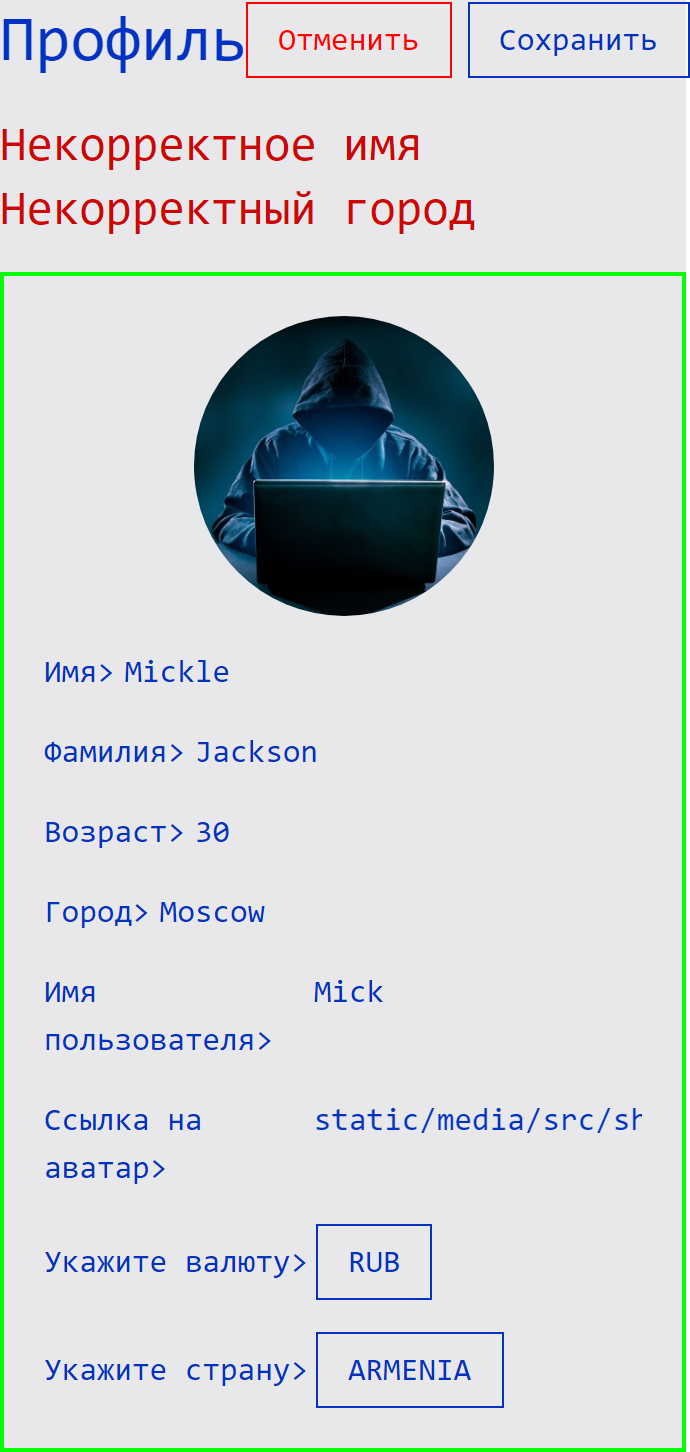 Профиль Отменить Сохранить
Некорректное имя
Некорректный город
Имя> Mickle
Фамилия> Jackson
Возраст> 30
Город> Moscow
Имя Mick
пользователя>
Ссылка на static/media/src/sh
аватар>
Укажите валюту> RUB
Укажите страну> ARMENIA